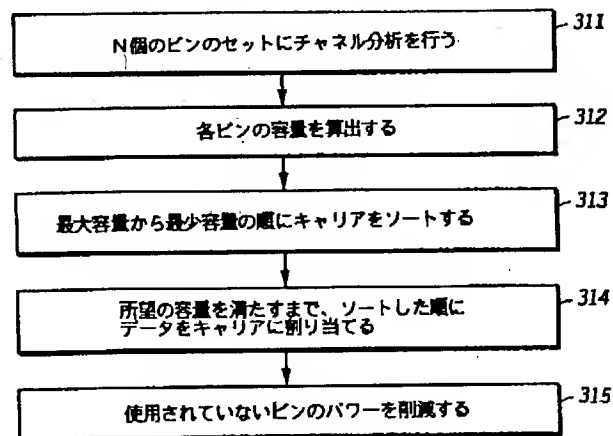 311
N個のビンのセットにチャネル分析を行う
312
各ビンの容量を算出する
313
最大容量から最少容量の順にキャリアをソートする
314
所望の容量を満たすまで、ソートした順に
データをキャリアに割り当てる
315
使用されていないビンのパワーを削減する